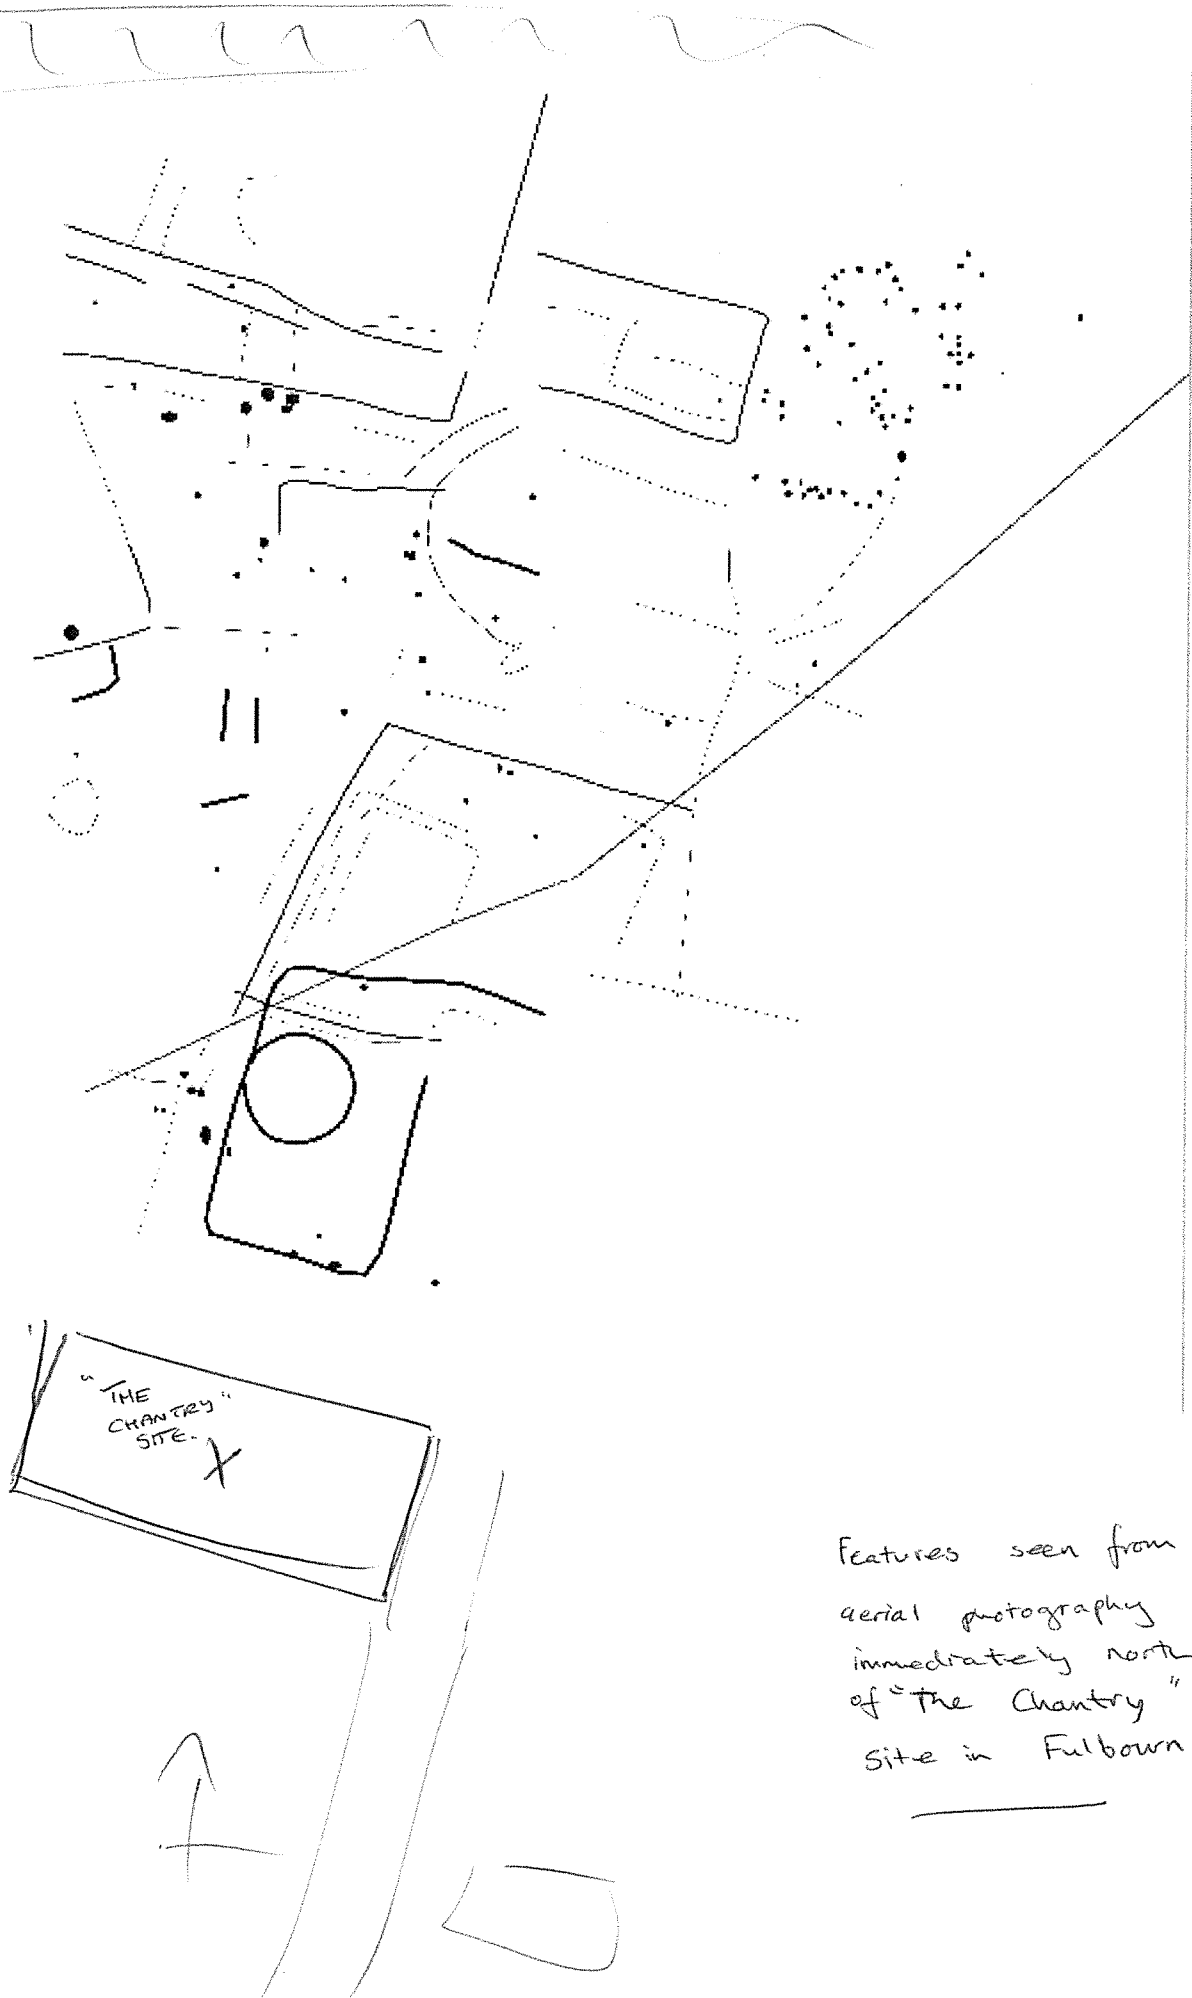 "THE
CHANTRY"
SITE.
X
Features seen from
aerial photography
immediately north
of "The Chantry"
site in Fulbourn